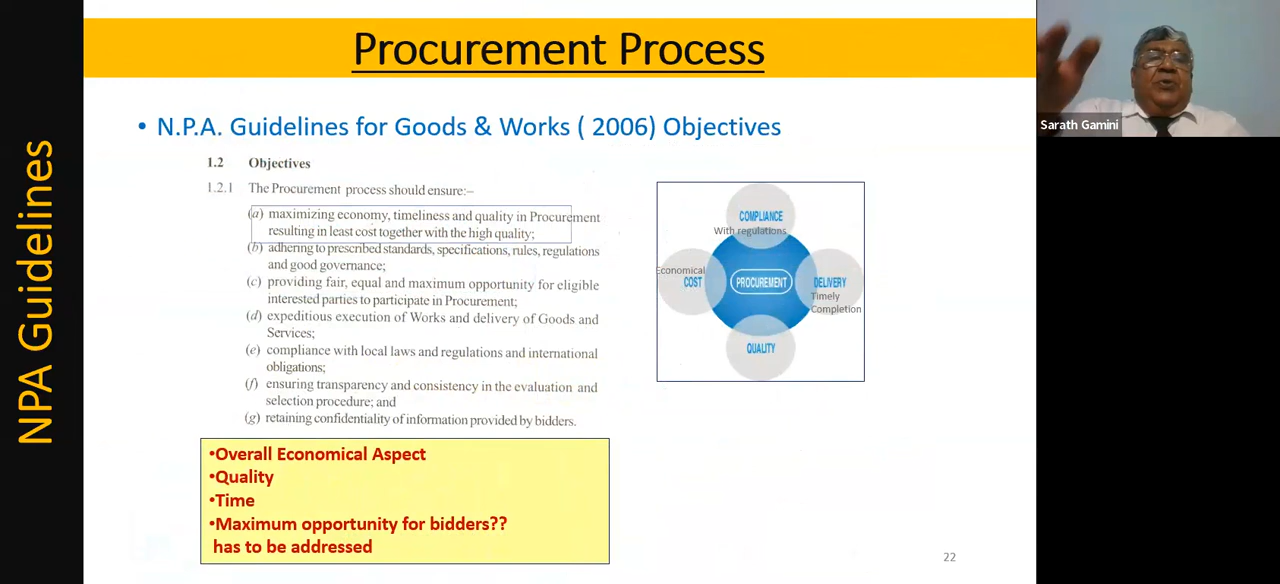 Procurement Process
NPA Guidelines
• N.P.A. Guidelines for Goods & Works ( 2006) Objectives
1.2 Objectives
1.2.1 The Procurement process should ensure:–
(a) maximizing economy, timeliness and quality in Procurement
resulting in least cost together with the high quality;
(b) adhering to prescribed standards, specifications, rules, regulations
and good governance;
(c) providing fair, equal and maximum opportunity for eligible
interested parties to participate in Procurement;
(d) expeditious execution of Works and delivery of Goods and
Services;
(e) compliance with local laws and regulations and international
obligations;
(f) ensuring transparency and consistency in the evaluation and
selection procedure; and
(g) retaining confidentiality of information provided by bidders.
COMPLIANCE
With regulations
Economical
COST
PROCUREMENT
DELIVERY
Timely
Completion
QUALITY
•Overall Economical Aspect
•Quality
•Time
•Maximum opportunity for bidders??
has to be addressed
22
Sarath Gamini